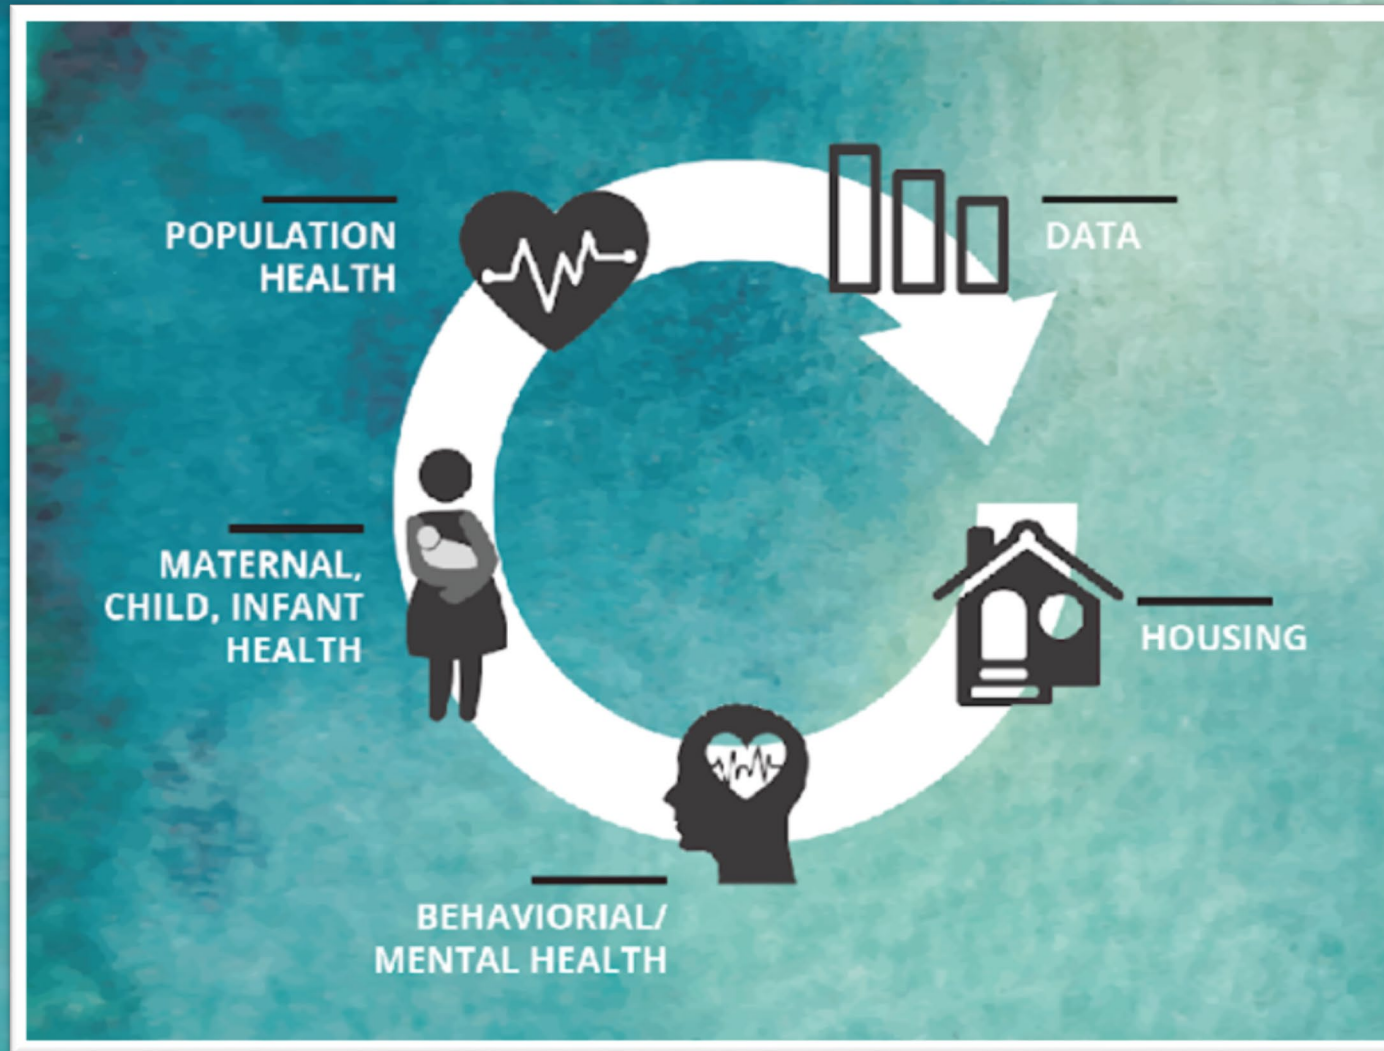 POPULATION
HEALTH
DATA
MATERNAL,
CHILD, INFANT
HEALTH
HOUSING
BEHAVIORIAL/
MENTAL HEALTH